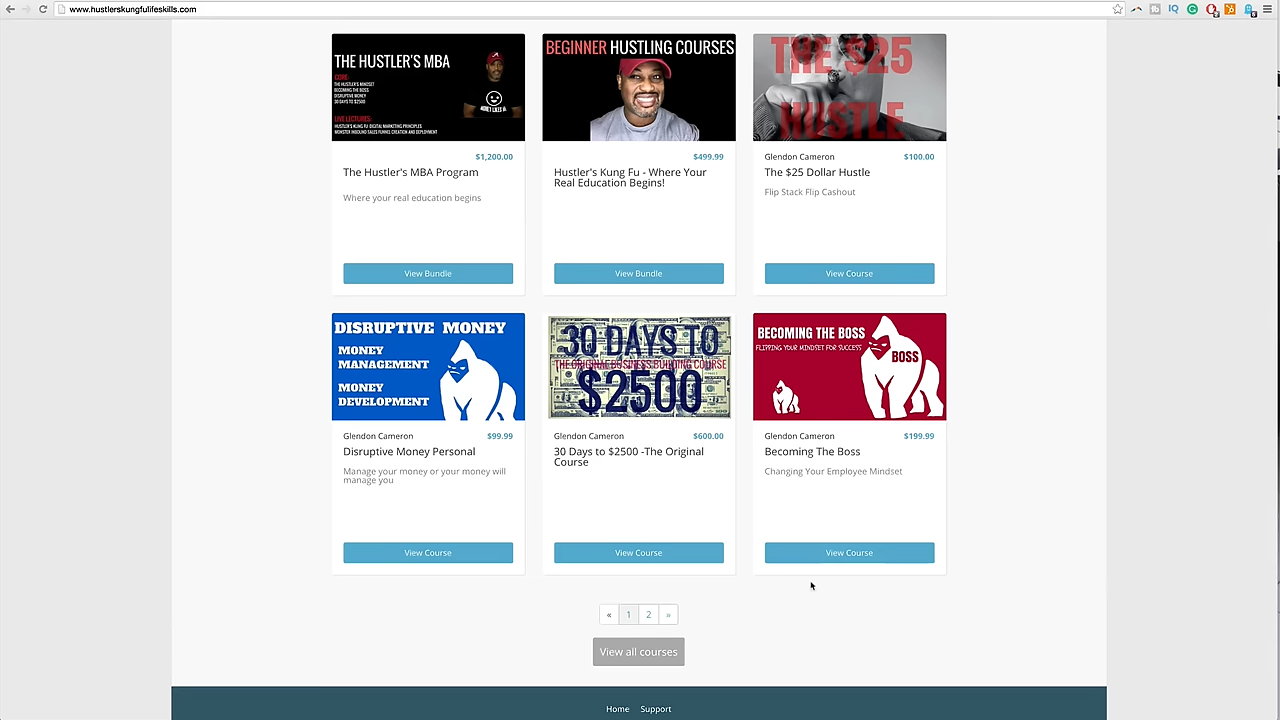 www.hustlerskungfulifeskills.com
THE HUSTLER'S MBA
CORE
THE HUSTLER'S MINDSET
BECOMING THE BOSS
DISRUPTIVE MONEY
30 DAYS TO $2500
LIVE LECTURES
HUSTLER'S KUNG FU DIGITAL MARKETING PRINCIPLES
MONSTER INBOUND SALES FUNNEL CREATION AND DEPLOYMENT
MONEY LIKES ME
$1,200.00
The Hustler's MBA Program
Where your real education begins
View Bundle
BEGINNER HUSTLING COURSES
$499.99
Hustler's Kung Fu - Where Your
Real Education Begins!
View Bundle
THE $25
HUSTLE
Glendon Cameron $100.00
The $25 Dollar Hustle
Flip Stack Flip Cashout
View Course
DISRUPTIVE MONEY
MONEY
MANAGEMENT
MONEY
DEVELOPMENT
Glendon Cameron $99.99
Disruptive Money Personal
Manage your money or your money will
manage you
View Course
30 DAYS TO
THE ORIGINAL BUSINESS BUILDING COURSE
$2500
Glendon Cameron $600.00
30 Days to $2500 -The Original
Course
View Course
BECOMING THE BOSS
FLIPPING YOUR MINDSET FOR SUCCESS
BOSS
Glendon Cameron $199.99
Becoming The Boss
Changing Your Employee Mindset
View Course
« 1 2 »
View all courses
Home Support